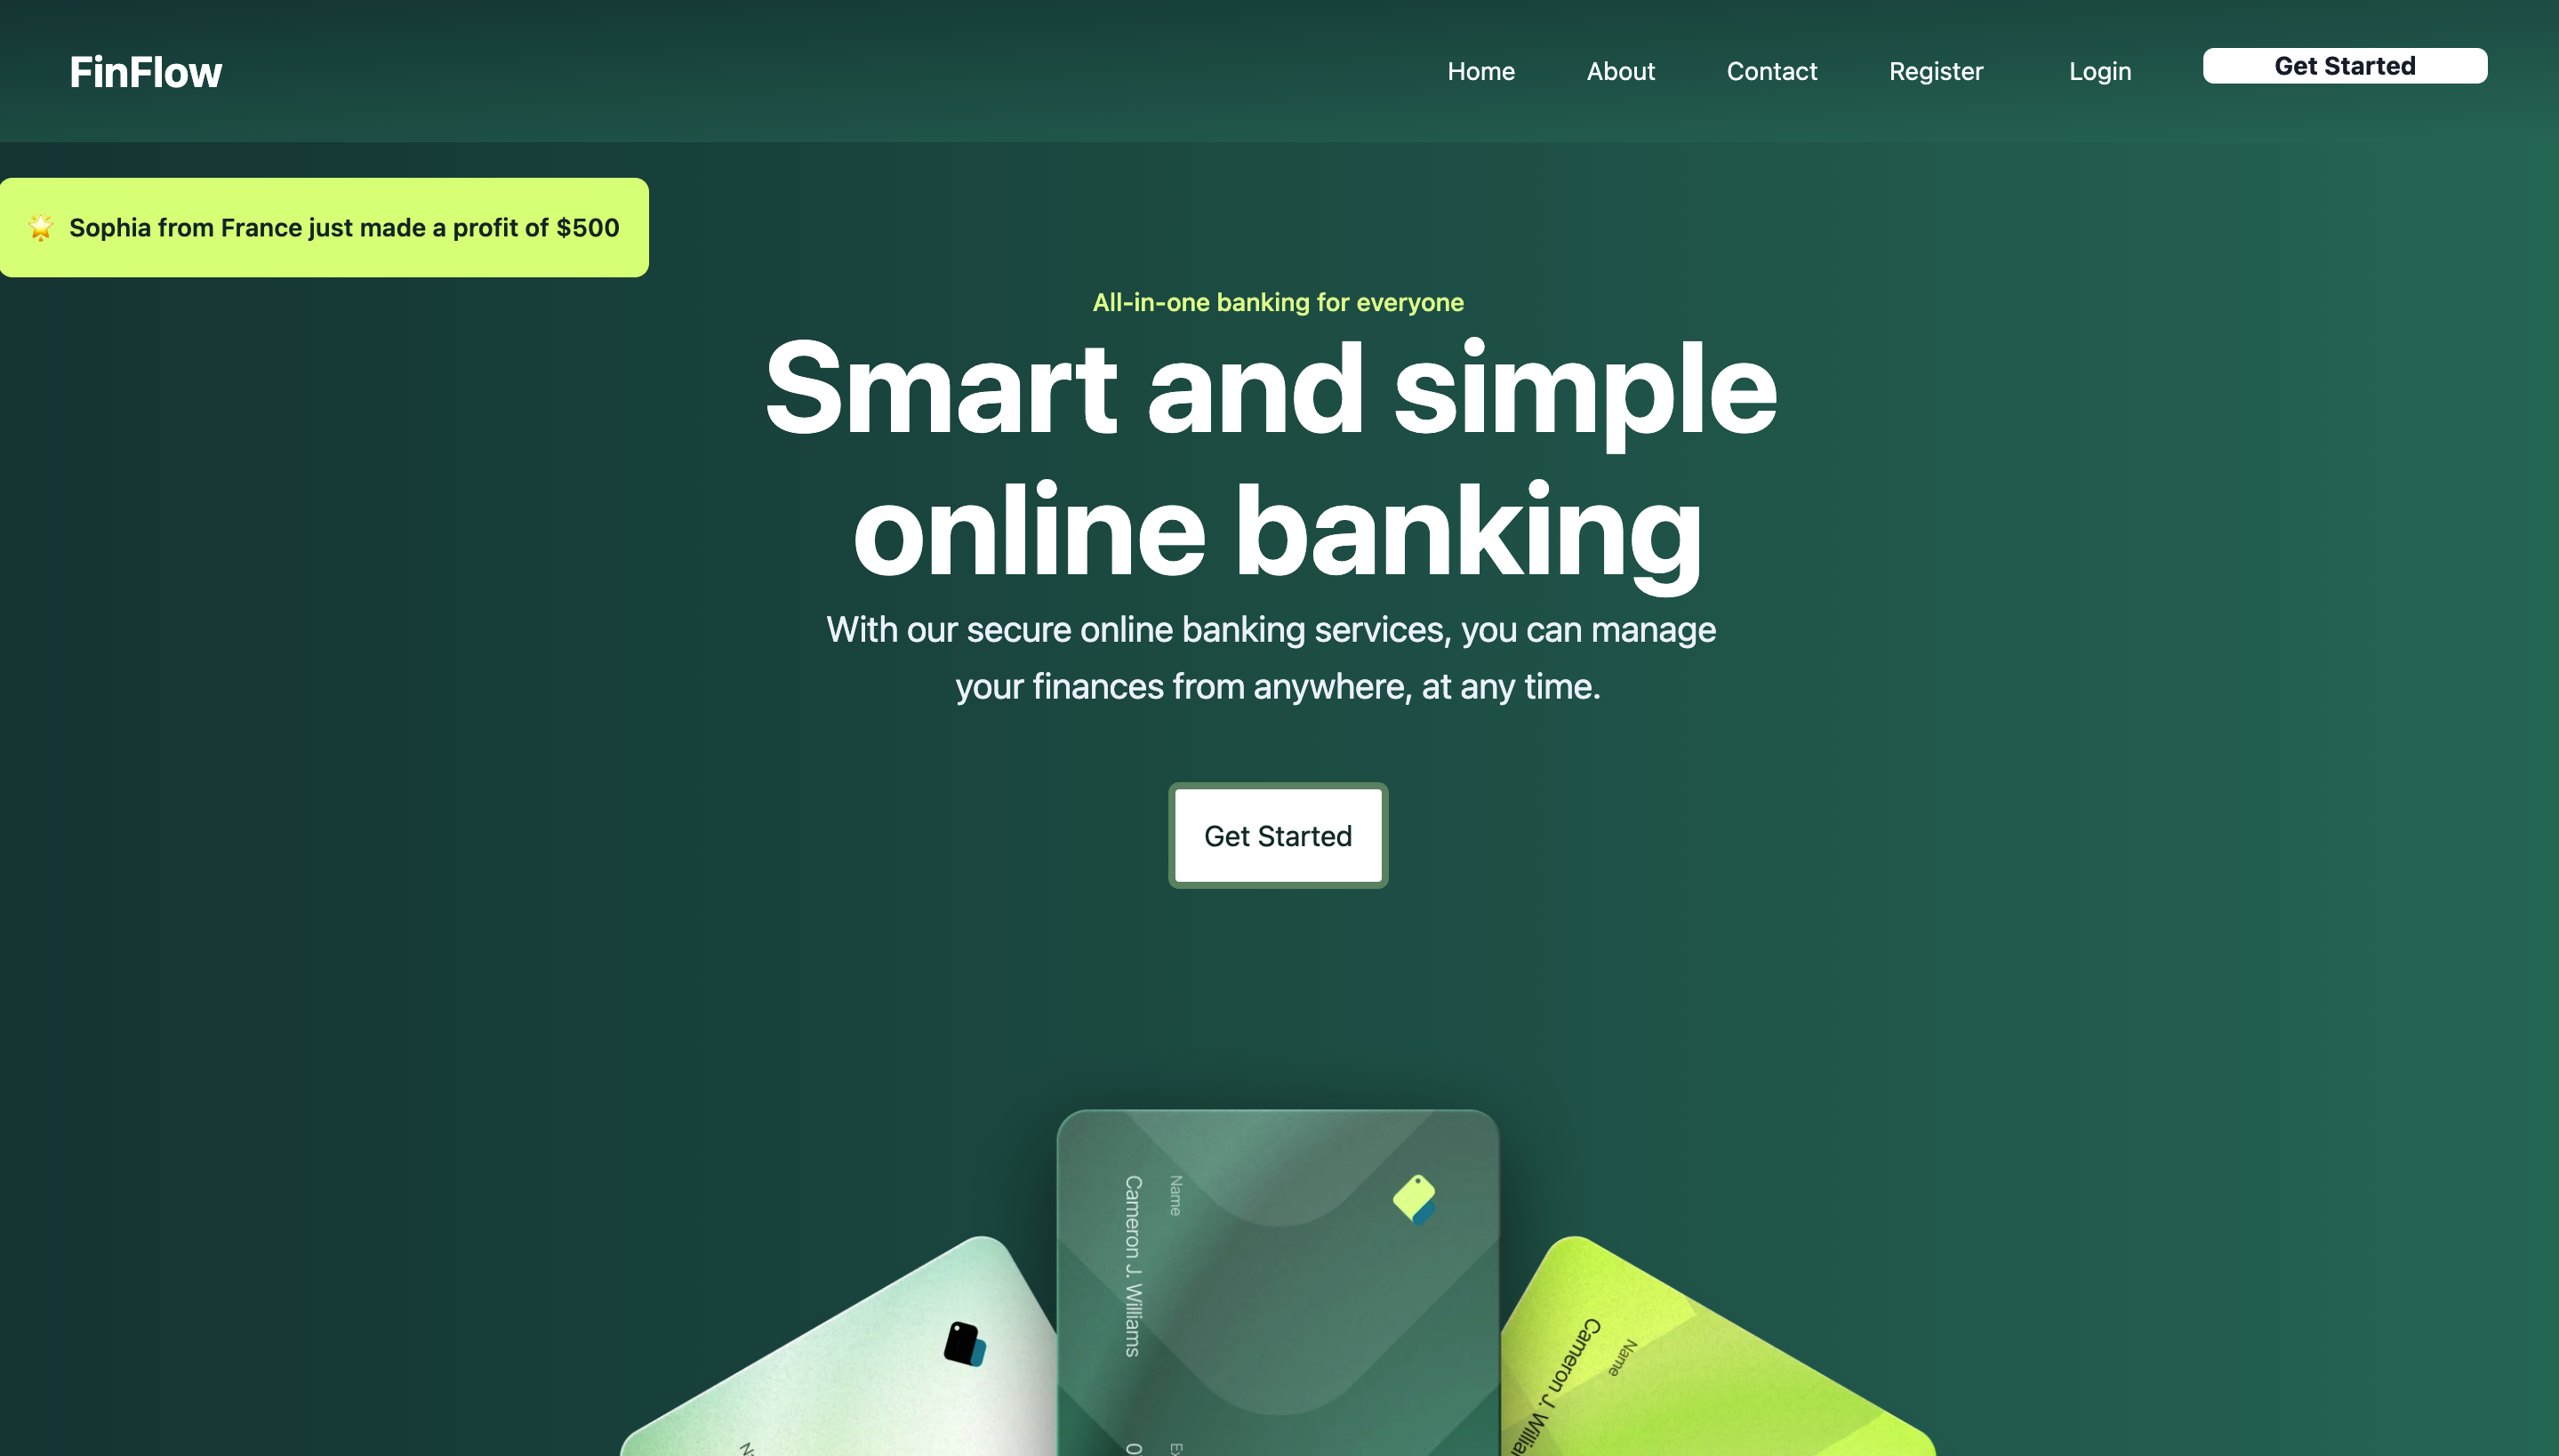 FinFlow
Home About Contact Register Login Get Started
Sophia from France just made a profit of $500
All-in-one banking for everyone
Smart and simple
online banking
With our secure online banking services, you can manage
your finances from anywhere, at any time.
Get Started
Name
Cameron J. Williams
Name
Cameron J.